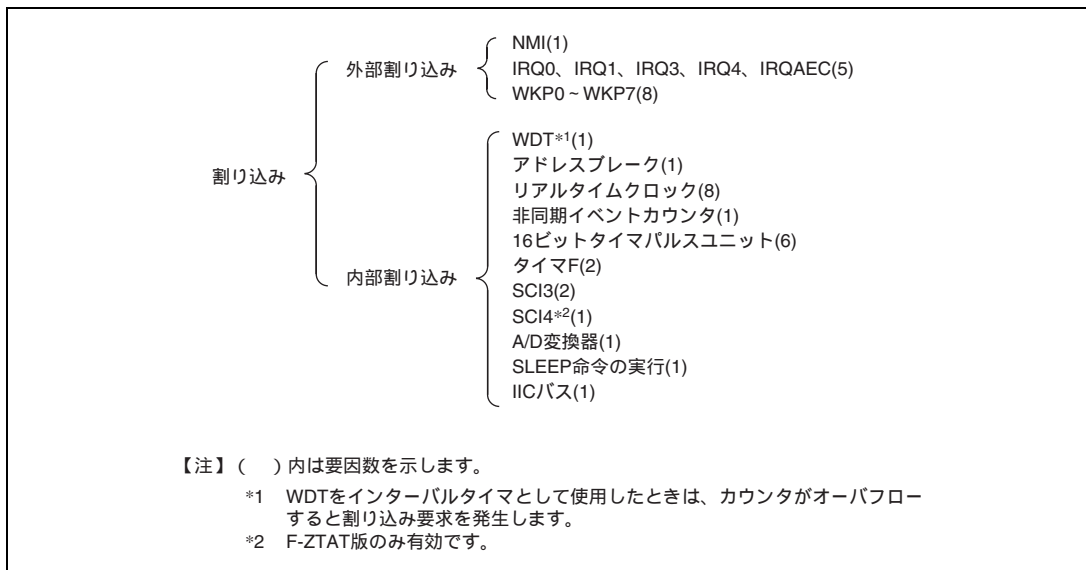 割り込み
外部割り込み
NMI(1)
IRQ0、IRQ1、IRQ3、IRQ4、IRQAEC(5)
WKP0 ~ WKP7(8)
内部割り込み
WDT*1(1)
アドレスブレーク(1)
リアルタイムクロック(8)
非同期イベントカウンタ(1)
16ビットタイマパルスユニット(6)
タイマF(2)
SCI3(2)
SCI4*2(1)
A/D変換器(1)
SLEEP命令の実行(1)
IICバス(1)
【注】(　)内は要因数を示します。
*1 WDTをインターバルタイマとして使用したときは、カウンタがオーバフロー
すると割り込み要求を発生します。
*2 F-ZTAT版のみ有効です。